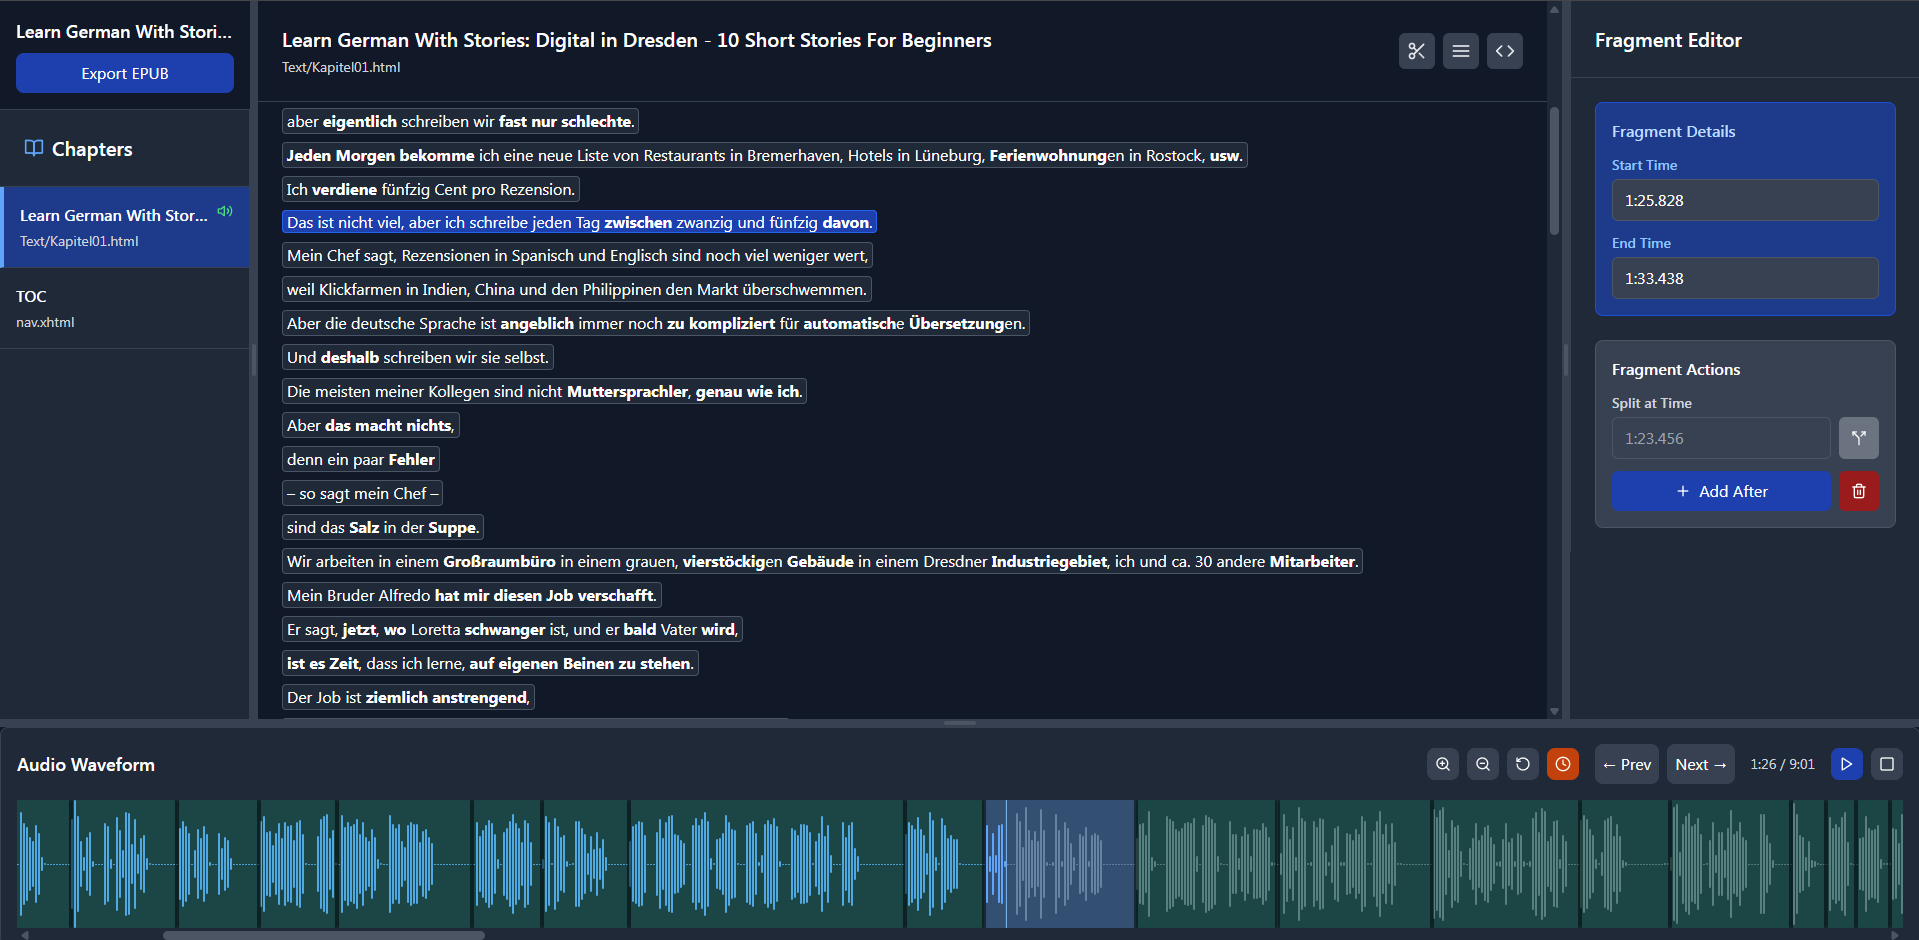 Learn German With Stori...
Export EPUB
Chapters
Learn German With Stor...
Text/Kapitel01.html
TOC
nav.xhtml
Learn German With Stories: Digital in Dresden - 10 Short Stories For Beginners
Text/Kapitel01.html
aber eigentlich schreiben wir fast nur schlechte.
Jeden Morgen bekomme ich eine neue Liste von Restaurants in Bremerhaven, Hotels in Lüneburg, Ferienwohnungen in Rostock, usw.
Ich verdiene fünfzig Cent pro Rezension.
Das ist nicht viel, aber ich schreibe jeden Tag zwischen zwanzig und fünfzig davon.
Mein Chef sagt, Rezensionen in Spanisch und Englisch sind noch viel weniger wert,
weil Klickfarmen in Indien, China und den Philippinen den Markt überschwemmen.
Aber die deutsche Sprache ist angeblich immer noch zu kompliziert für automatische Übersetzungen.
Und deshalb schreiben wir sie selbst.
Die meisten meiner Kollegen sind nicht Muttersprachler, genau wie ich.
Aber das macht nichts,
denn ein paar Fehler
– so sagt mein Chef –
sind das Salz in der Suppe.
Wir arbeiten in einem Großraumbüro in einem grauen, vierstöckigen Gebäude in einem Dresdner Industriegebiet, ich und ca. 30 andere Mitarbeiter.
Mein Bruder Alfredo hat mir diesen Job verschafft.
Er sagt, jetzt, wo Loretta schwanger ist, und er bald Vater wird,
ist es Zeit, dass ich lerne, auf eigenen Beinen zu stehen.
Der Job ist ziemlich anstrengend,
Fragment Editor
Fragment Details
Start Time
1:25.828
End Time
1:33.438
Fragment Actions
Split at Time
1:23.456
+ Add After
Audio Waveform
← Prev
Next →
1:26 / 9:01